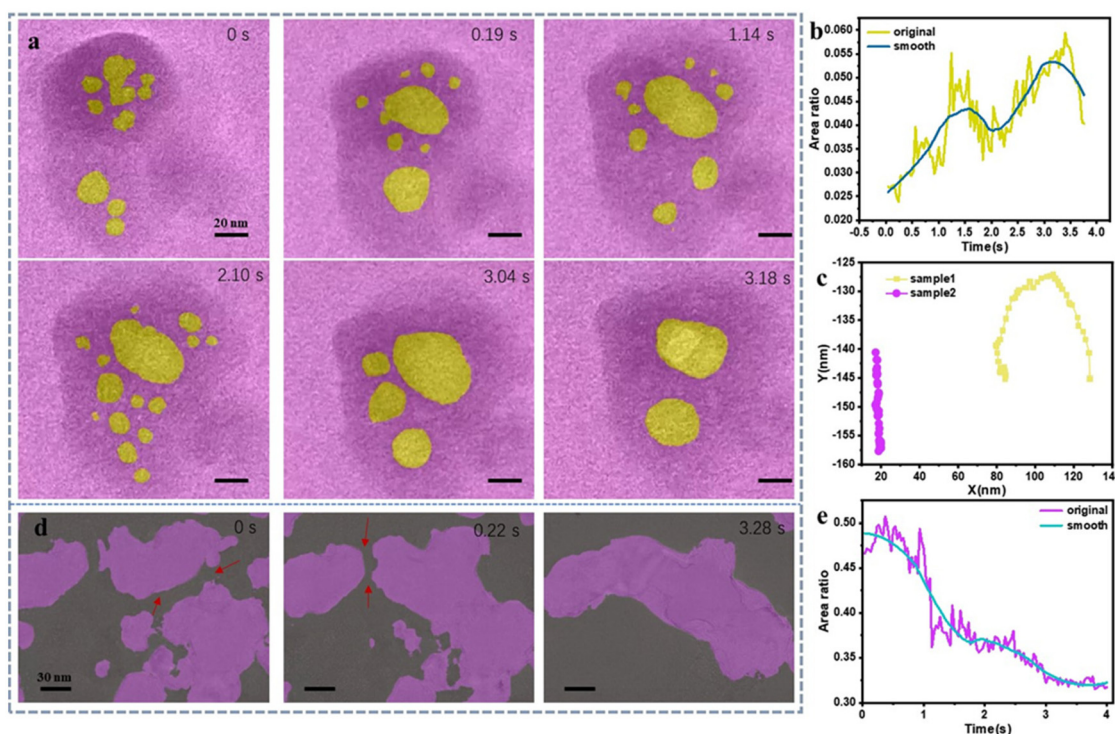 a
0 s
0.19 s
1.14 s
20 nm
2.10 s
3.04 s
3.18 s
d
0 s
0.22 s
3.28 s
30 nm
b
original
smooth
Area ratio
0.060
0.055
0.050
0.045
0.040
0.035
0.030
0.025
0.020
-0.5 0.0 0.5 1.0 1.5 2.0 2.5 3.0 3.5 4.0
Time(s)
c
sample1
sample2
Y(nm)
-125
-130
-135
-140
-145
-150
-155
-160
20 40 60 80 100 120 14
X(nm)
e
original
smooth
Area ratio
0.50
0.45
0.40
0.35
0.30
0 1 2 3 4
Time(s)